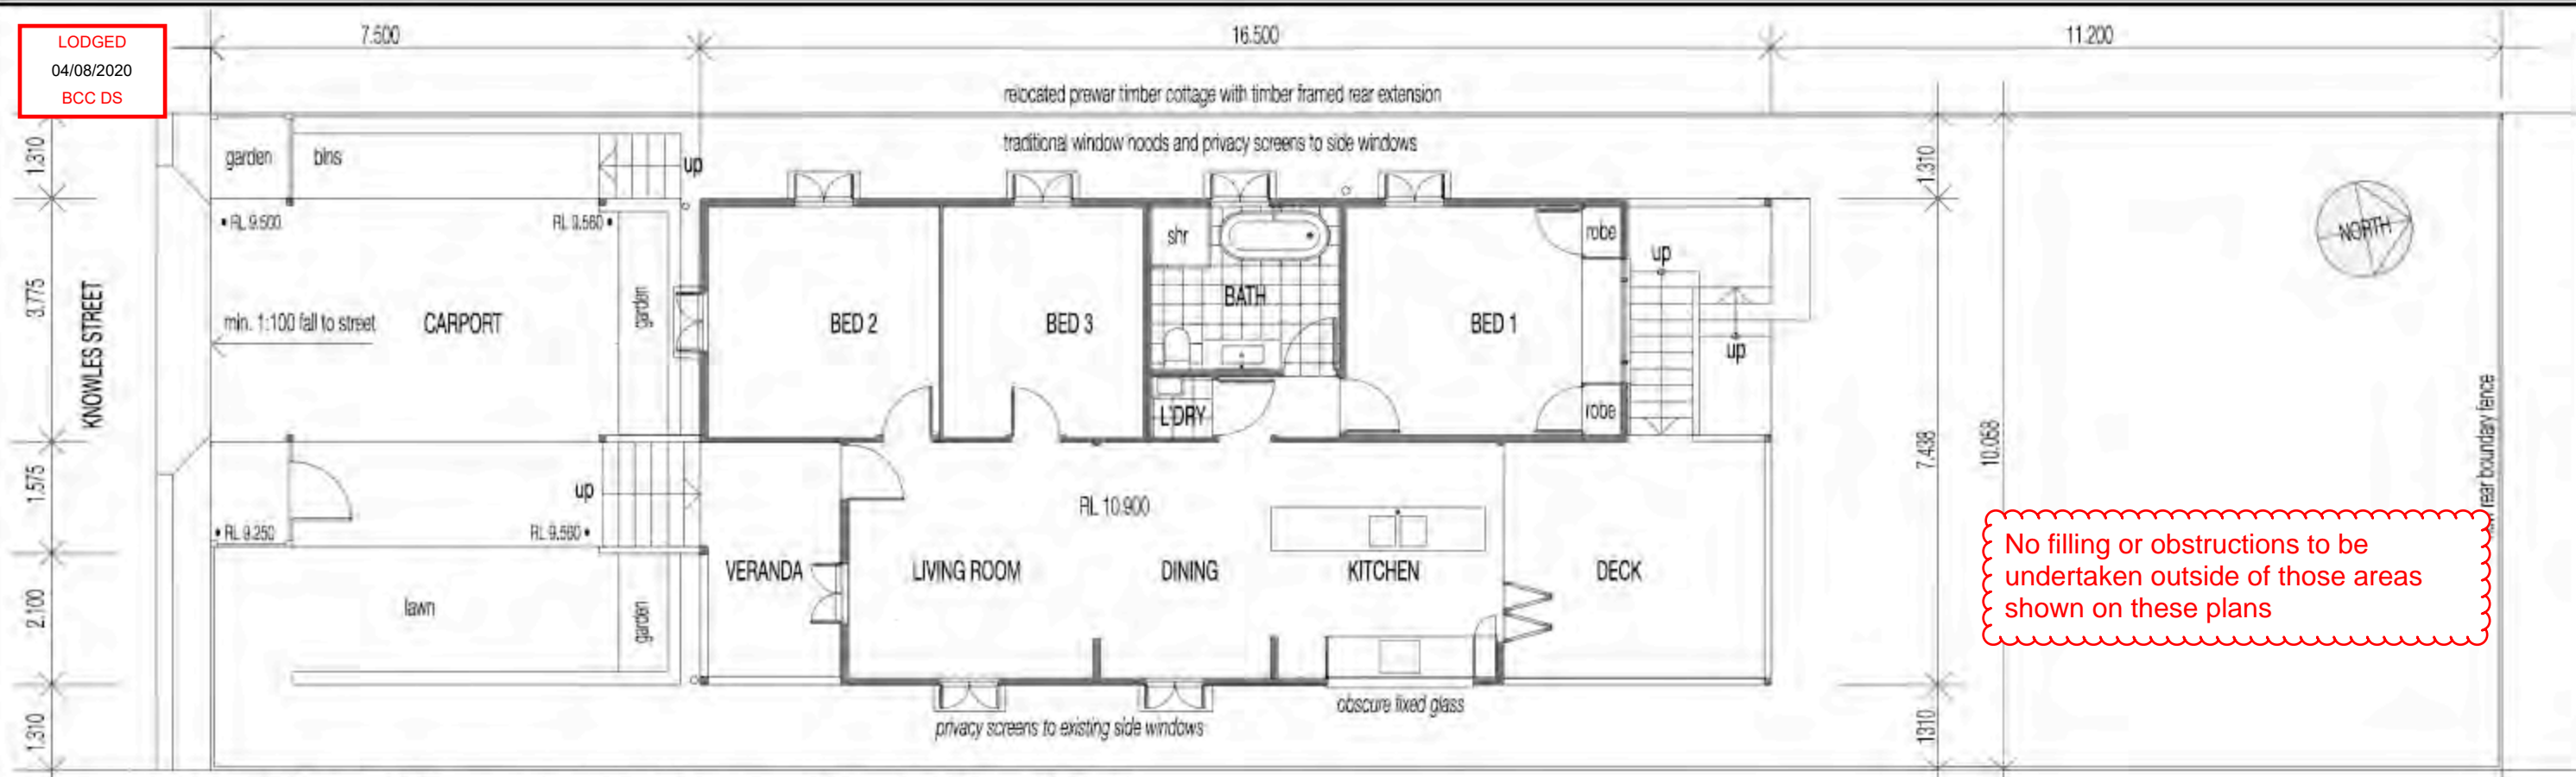 LODGED
04/08/2020
BCC DS
7.500
16.500
11.200
relocated prewar timber cottage with timber framed rear extension
traditional window hoods and privacy screens to side windows
1.310
garden
bins
up
1.310
• RL 9.500
RL 9.560 •
shr
robe
up
NORTH
3.775
KNOWLES STREET
min. 1:100 fall to street
CARPORT
garden
BED 2
BED 3
BATH
BED 1
up
L'DRY
robe
7.438
10.058
rear boundary fence
1.575
up
RL 10.900
• RL 9.250
RL 9.560 •
VERANDA
LIVING ROOM
DINING
KITCHEN
DECK
No filling or obstructions to be
undertaken outside of those areas
shown on these plans
2.100
lawn
garden
obscure fixed glass
privacy screens to existing side windows
1.310
1310